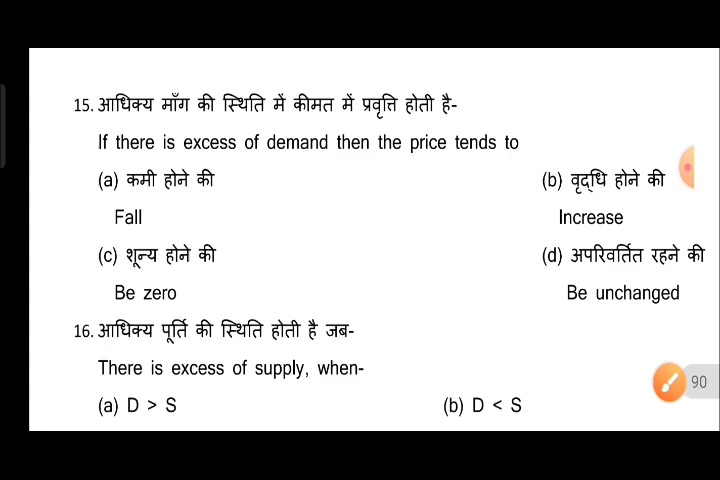 15. आधिक्य माँग की स्थिति में कीमत में प्रवृत्ति होती है-
If there is excess of demand then the price tends to
(a) कमी होने की (b) वृद्धि होने की
Fall Increase
(c) शून्य होने की (d) अपरिवर्तित रहने की
Be zero Be unchanged
16. आधिक्य पूर्ति की स्थिति होती है जब-
There is excess of supply, when-
(a) D > S (b) D < S
90